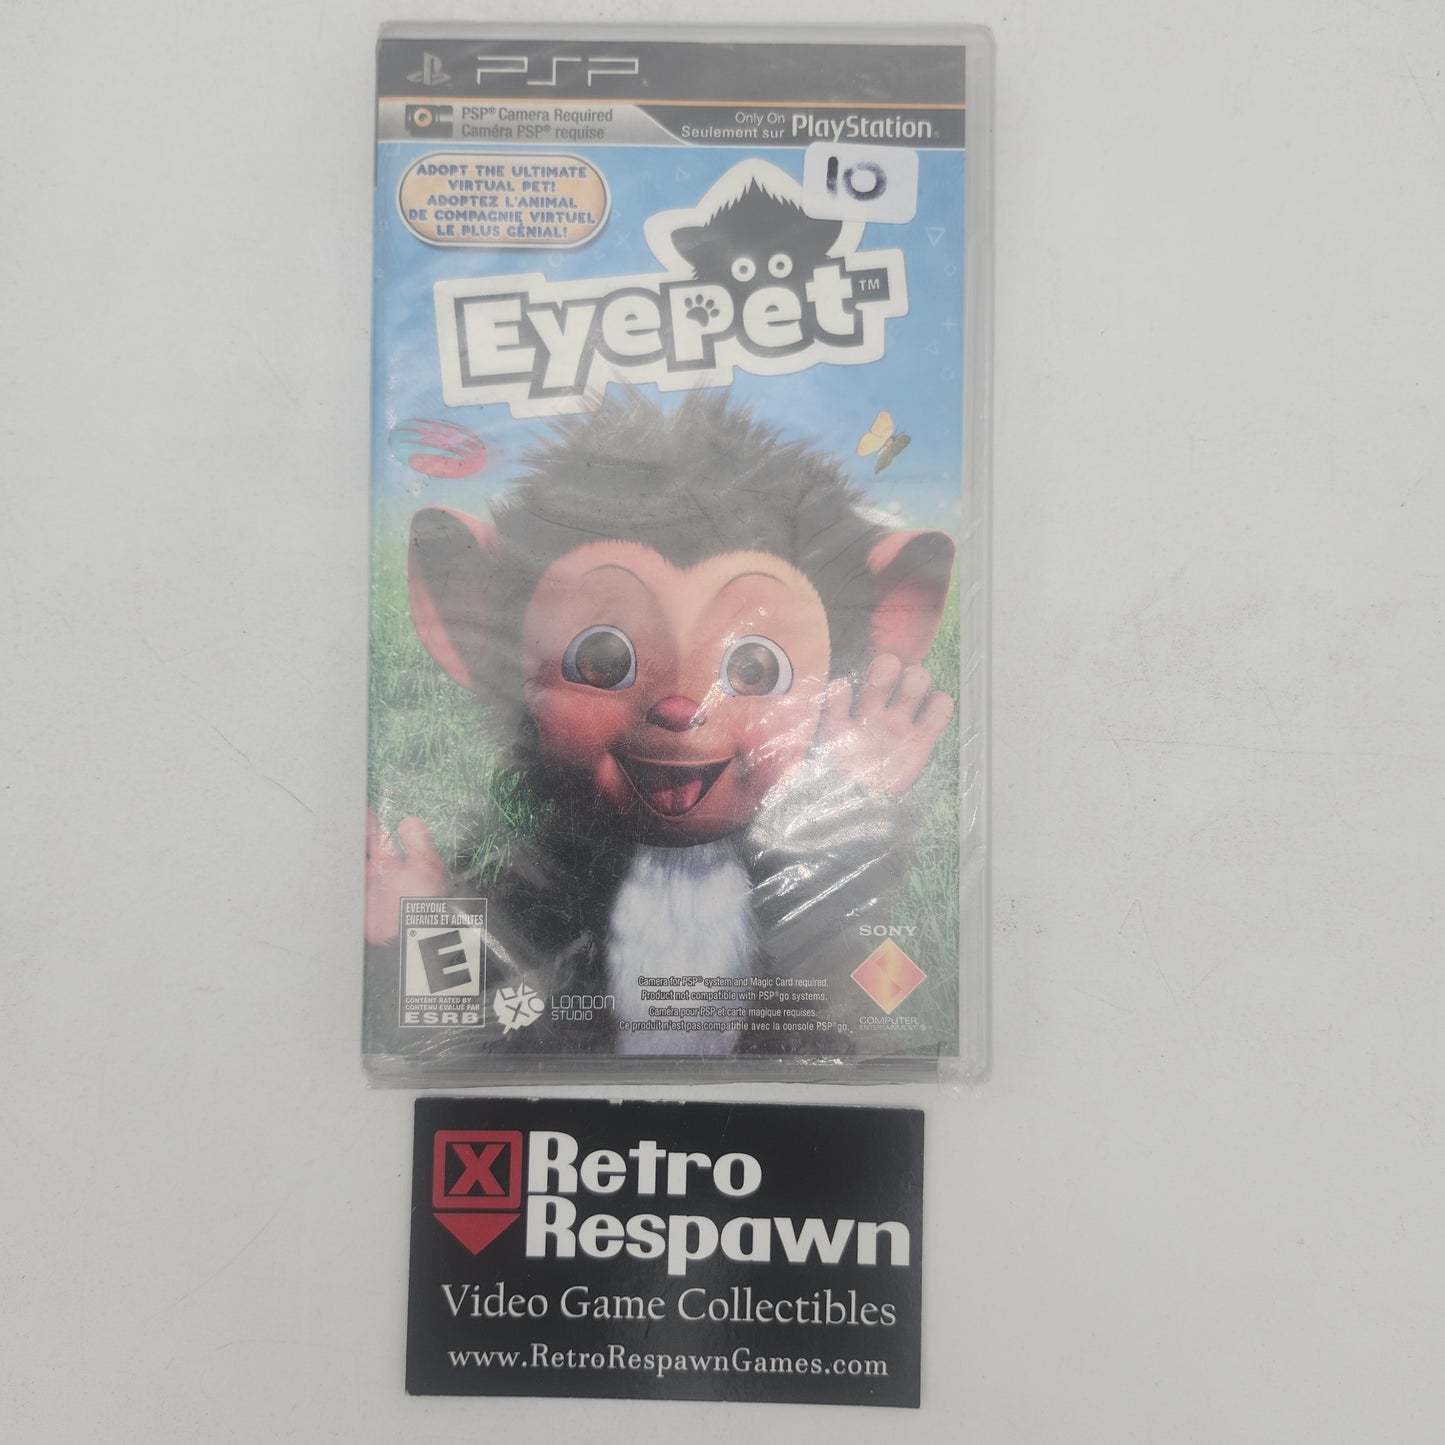 PSP
PSP® Camera Required
Caméra PSP® requise
Only On
Seulement sur PlayStation®
10
ADOPT THE ULTIMATE
VIRTUAL PET!
ADOPTEZ L'ANIMAL
DE COMPAGNIE VIRTUEL
LE PLUS GÉNIAL!
EyePet™
EVERYONE
ENFANTS ET ADULTES
E
CONTENT RATED BY
CONTENU ÉVALUÉ PAR
ESRB
LONDON
STUDIO
Camera for PSP® system and Magic Card required.
Product not compatible with PSP®go systems.
Caméra pour PSP et carte magique requises.
Ce produit n'est pas compatible avec la console PSP®go.
SONY
COMPUTER
ENTERTAINMENT®
X Retro
Respawn
Video Game Collectibles
www.RetroRespawnGames.com